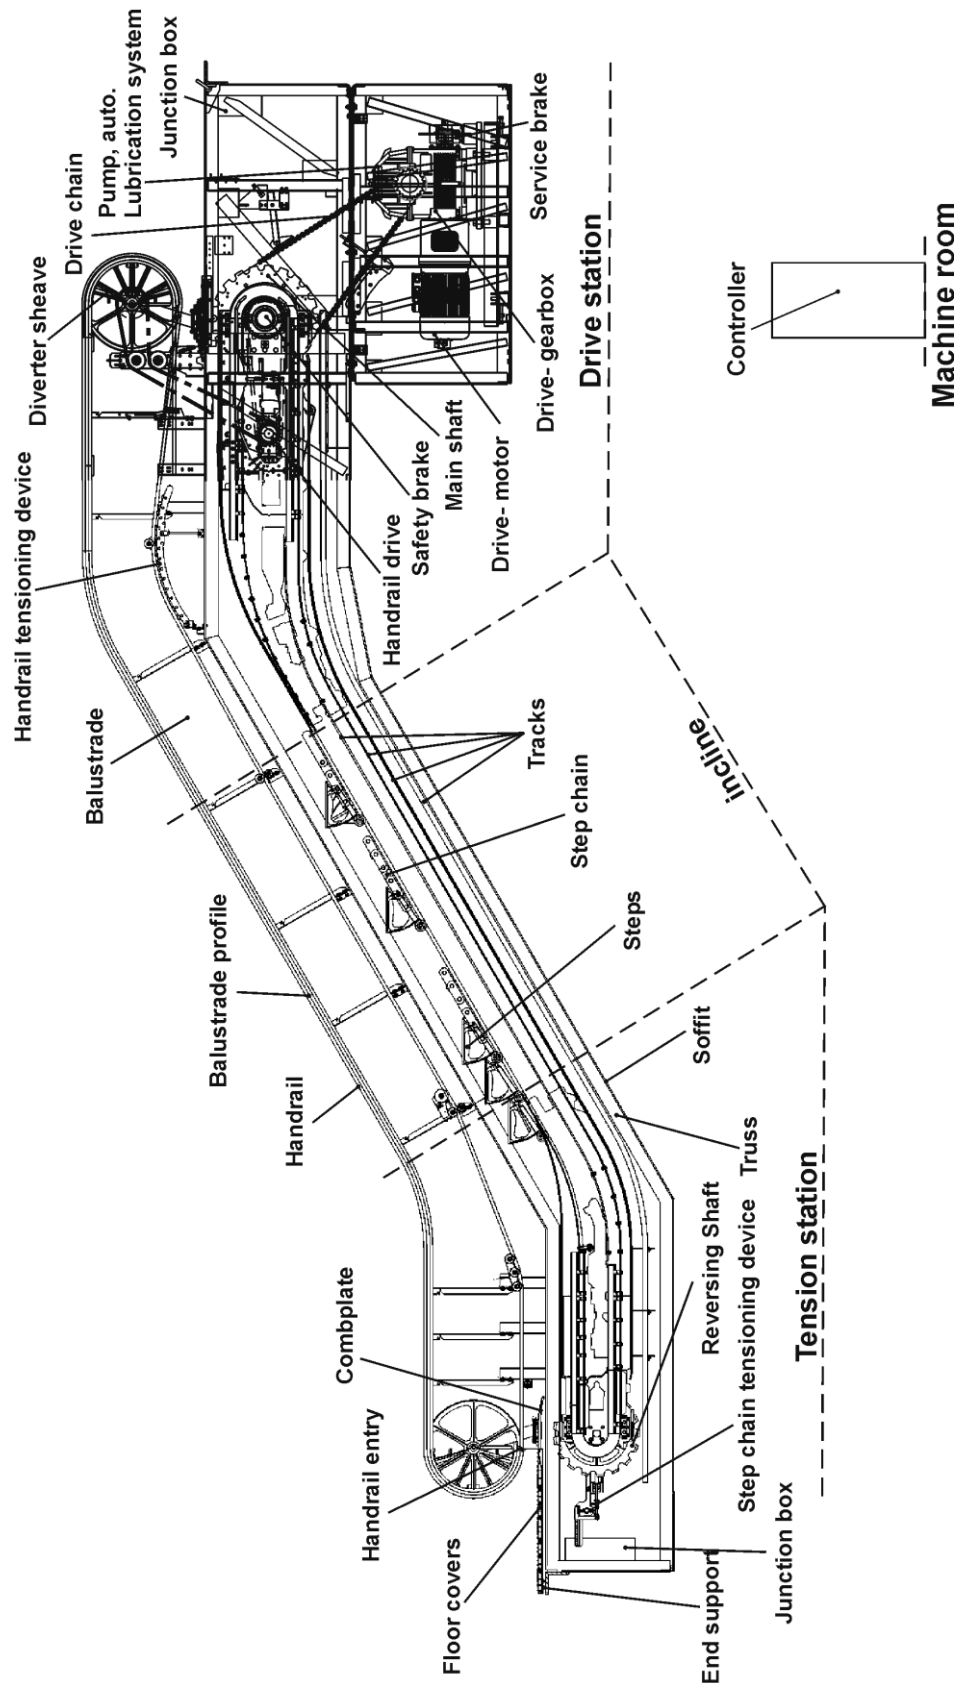 Pump, auto.
Lubrication system
Junction box
Drive chain
Diverter sheave
Handrail tensioning device
Balustrade
Balustrade profile
Handrail
Combplate
Handrail entry
Floor covers
Service brake
Drive- gearbox
Drive- motor
Main shaft
Safety brake
Handrail drive
Tracks
Step chain
Steps
Soffit
Truss
Reversing Shaft
Step chain tensioning device
Junction box
End support
Drive station
incline
Tension station
Controller
Machine room